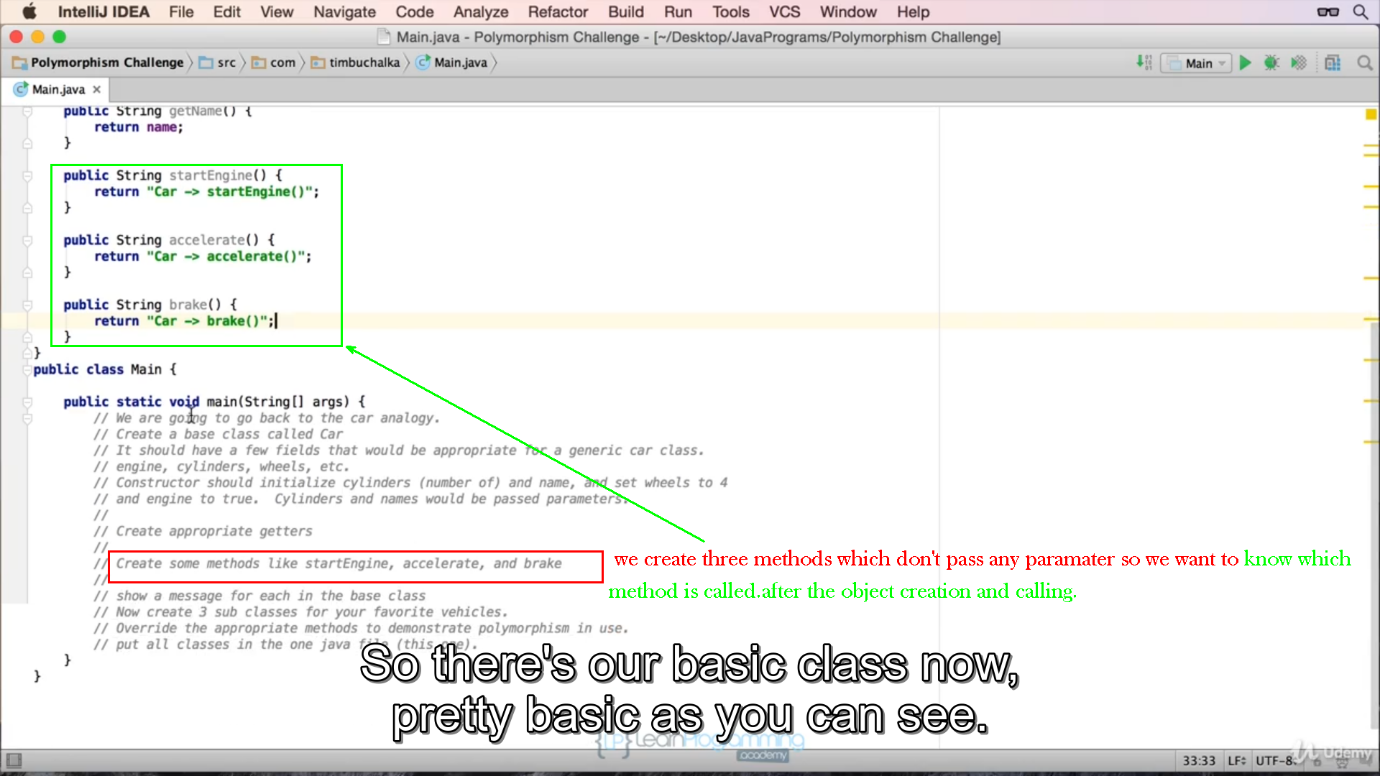 IntelliJ IDEA File Edit View Navigate Code Analyze Refactor Build Run Tools VCS Window Help
Main.java - Polymorphism Challenge - [~/Desktop/JavaPrograms/Polymorphism Challenge]
Polymorphism Challenge src com timbuchalka Main.java Main
Main.java
public String getName() {
return name;
}
public String startEngine() {
return "Car -> startEngine()";
}
public String accelerate() {
return "Car -> accelerate()";
}
public String brake() {
return "Car -> brake()";
}
}
public class Main {
public static void main(String[] args) {
// We are going to go back to the car analogy.
// Create a base class called Car
// It should have a few fields that would be appropriate for a generic car class.
// engine, cylinders, wheels, etc.
// Constructor should initialize cylinders (number of) and name, and set wheels to 4
// and engine to true. Cylinders and names would be passed parameters.
//
// Create appropriate getters
//
// Create some methods like startEngine, accelerate, and brake
we create three methods which don't pass any paramater so we want to know which
//
method is called.after the object creation and calling.
// show a message for each in the base class
// Now create 3 sub classes for your favorite vehicles.
// Override the appropriate methods to demonstrate polymorphism in use.
// put all classes in the one java file (this one).
}
}
So there's our basic class now,
pretty basic as you can see.
LP LearnProgramming
academy
33:33 LF UTF-8
Udemy